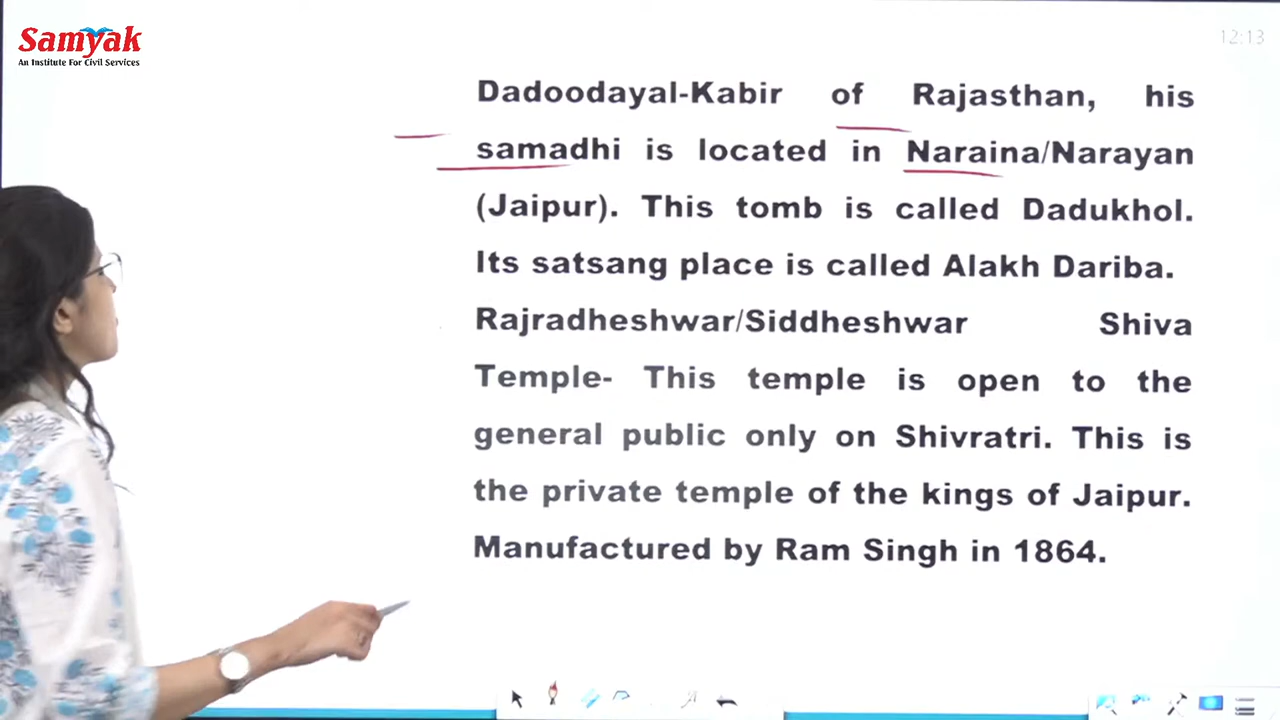 Samyak
An Institute For Civil Services
12:13
Dadoodayal-Kabir of Rajasthan, his
samadhi is located in Naraina/Narayan
(Jaipur). This tomb is called Dadukhol.
Its satsang place is called Alakh Dariba.
Rajradheshwar/Siddheshwar Shiva
Temple- This temple is open to the
general public only on Shivratri. This is
the private temple of the kings of Jaipur.
Manufactured by Ram Singh in 1864.